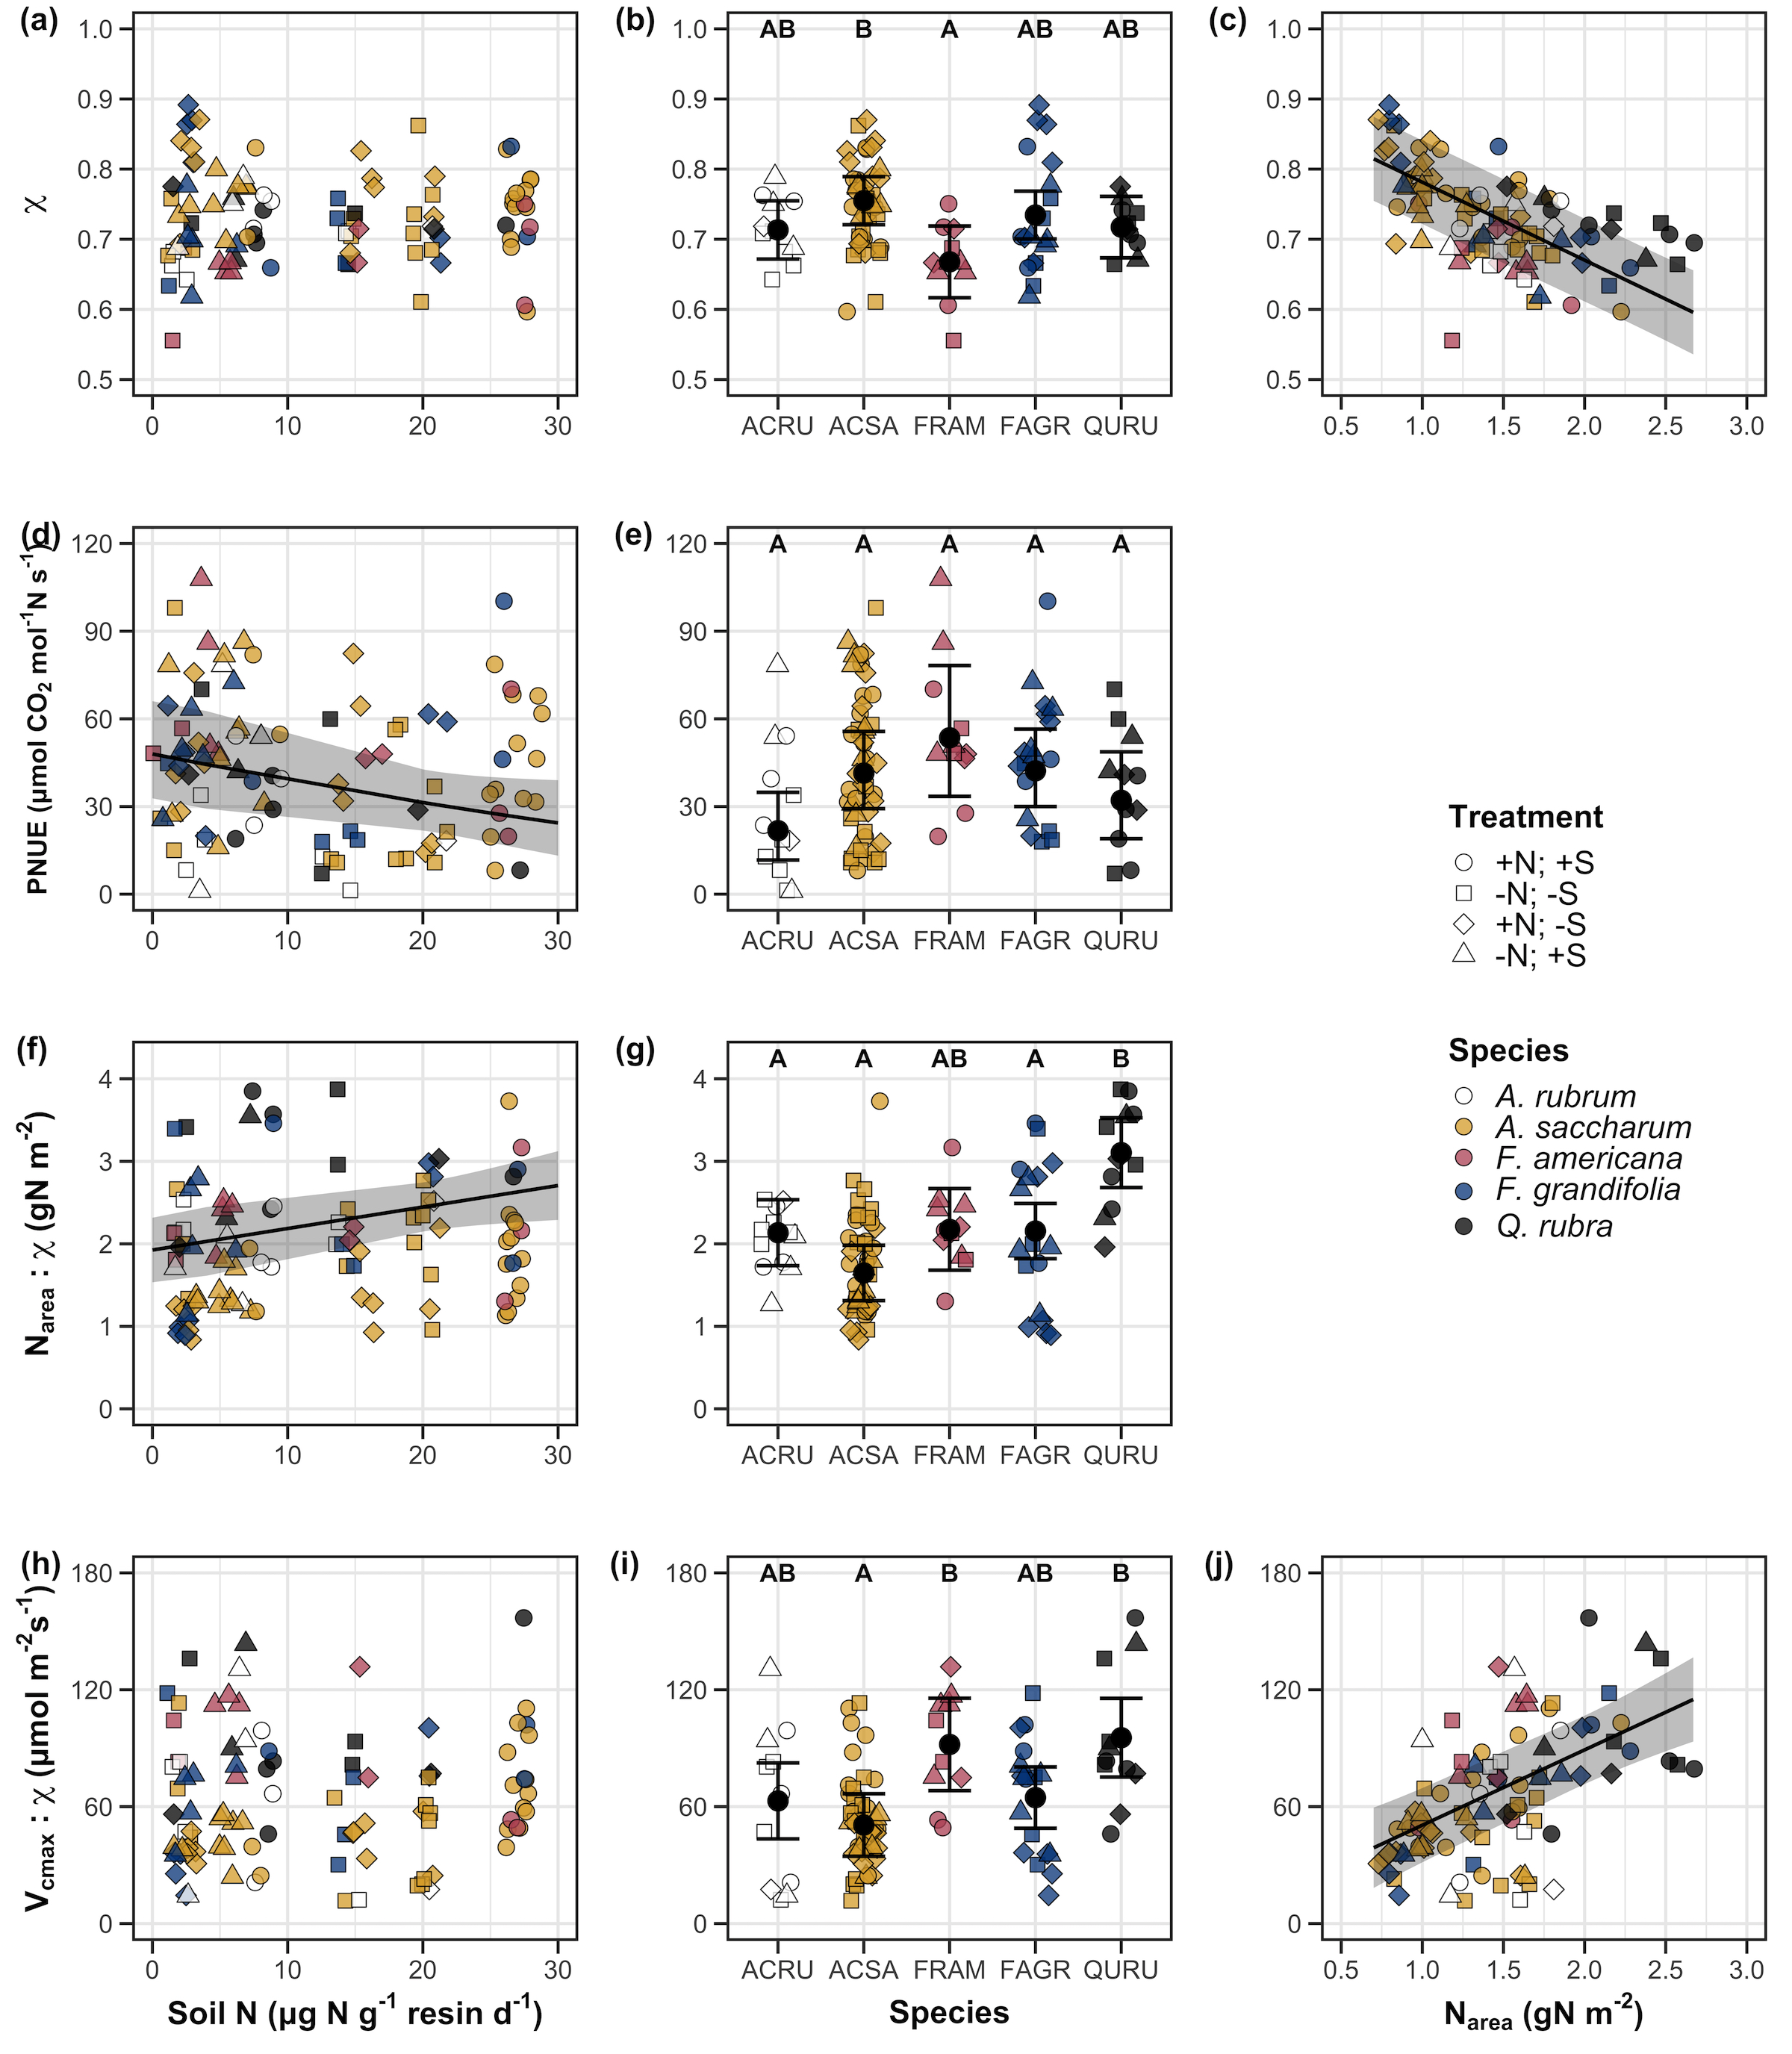 (a) (b) (c)
χ
1.0 0.9 0.8 0.7 0.6 0.5
0 10 20 30
1.0 0.9 0.8 0.7 0.6 0.5
AB B A AB AB
ACRU ACSA FRAM FAGR QURU
1.0 0.9 0.8 0.7 0.6 0.5
0.5 1.0 1.5 2.0 2.5 3.0
(d) (e)
PNUE (μmol CO₂ mol⁻¹N s⁻¹)
120 90 60 30 0
0 10 20 30
120 90 60 30 0
A A A A A
ACRU ACSA FRAM FAGR QURU
Treatment
+N; +S
-N; -S
+N; -S
-N; +S
(f) (g)
N_area : χ (gN m⁻²)
4 3 2 1 0
0 10 20 30
4 3 2 1 0
A A AB A B
ACRU ACSA FRAM FAGR QURU
Species
A. rubrum
A. saccharum
F. americana
F. grandifolia
Q. rubra
(h) (i) (j)
V_cmax : χ (μmol m⁻²s⁻¹)
180 120 60 0
0 10 20 30
Soil N (μg N g⁻¹ resin d⁻¹)
180 120 60 0
AB A B AB B
ACRU ACSA FRAM FAGR QURU
Species
180 120 60 0
0.5 1.0 1.5 2.0 2.5 3.0
N_area (gN m⁻²)